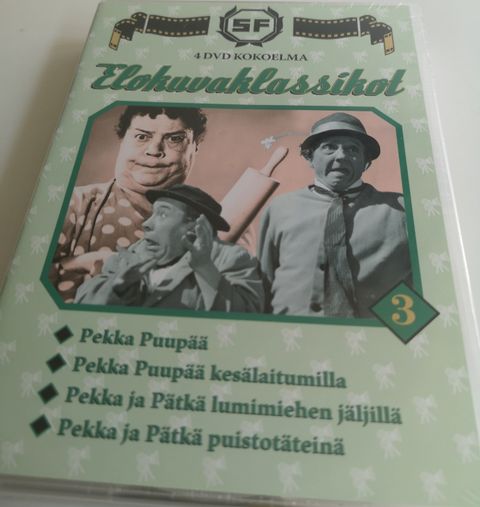 SF
4 DVD KOKOELMA
Elokuvaklassikot
3
Pekka Puupää
Pekka Puupää kesälaitumilla
Pekka ja Pätkä lumimiehen jäljillä
Pekka ja Pätkä puistotäteinä